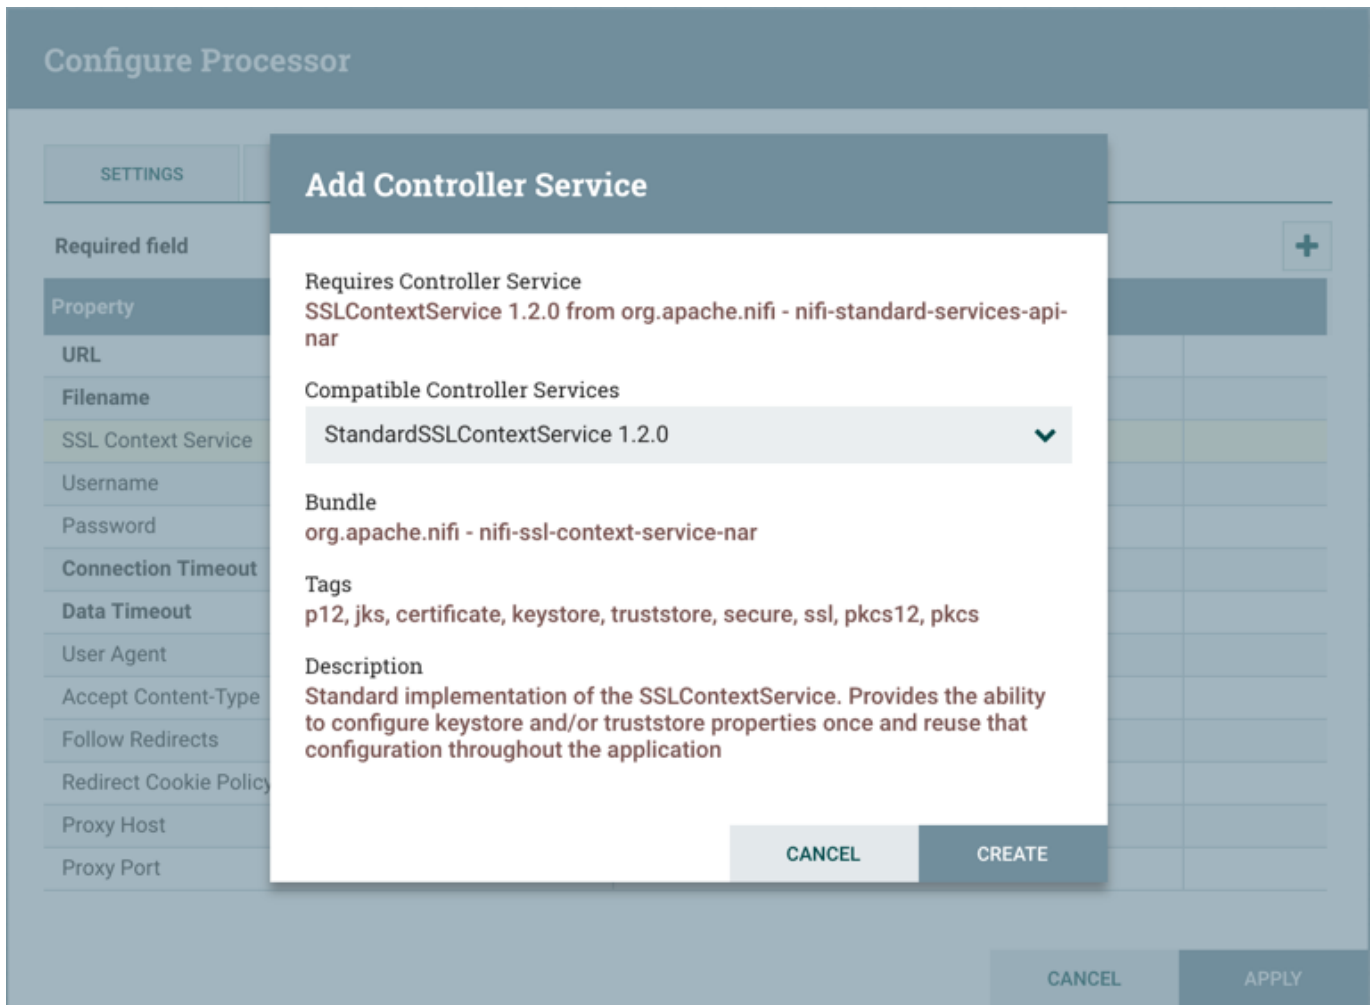 Configure Processor
SETTINGS
Required field
Property
URL
Filename
SSL Context Service
Username
Password
Connection Timeout
Data Timeout
User Agent
Accept Content-Type
Follow Redirects
Redirect Cookie Policy
Proxy Host
Proxy Port
Add Controller Service
Requires Controller Service
SSLContextService 1.2.0 from org.apache.nifi - nifi-standard-services-api-
nar
Compatible Controller Services
StandardSSLContextService 1.2.0
Bundle
org.apache.nifi - nifi-ssl-context-service-nar
Tags
p12, jks, certificate, keystore, truststore, secure, ssl, pkcs12, pkcs
Description
Standard implementation of the SSLContextService. Provides the ability
to configure keystore and/or truststore properties once and reuse that
configuration throughout the application
CANCEL
CREATE
CANCEL
APPLY